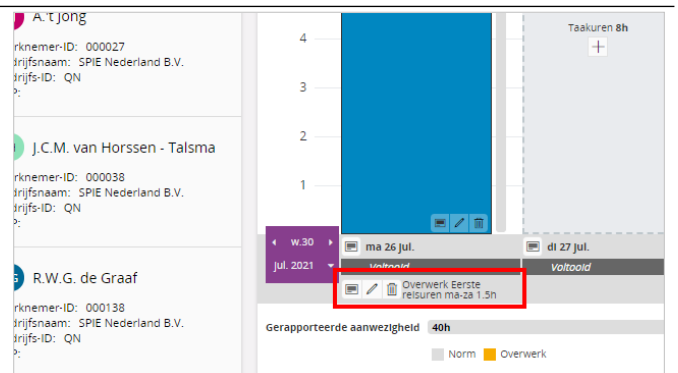 A.'t Jong
rknemer-ID: 000027
drijfsnaam: SPIE Nederland B.V.
drijfs-ID: QN
P:
J.C.M. van Horssen - Talsma
rknemer-ID: 000038
drijfsnaam: SPIE Nederland B.V.
drijfs-ID: QN
P:
R.W.G. de Graaf
rknemer-ID: 000138
drijfsnaam: SPIE Nederland B.V.
drijfs-ID: QN
P:
4
3
2
1
Taakuren 8h
w.30
jul. 2021
ma 26 jul.
di 27 jul.
Voltooid
Voltooid
Overwerk Eerste
reisuren ma-za 1.5h
Gerapporteerde aanwezigheid 40h
Norm
Overwerk